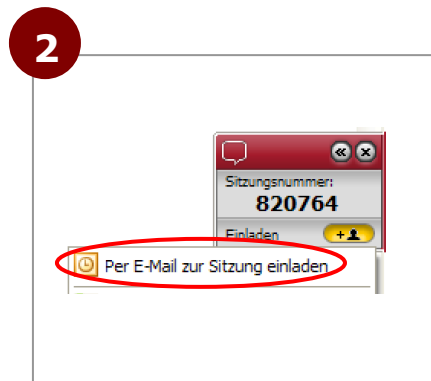 2
Sitzungsnummer:
820764
Einladen
Per E-Mail zur Sitzung einladen